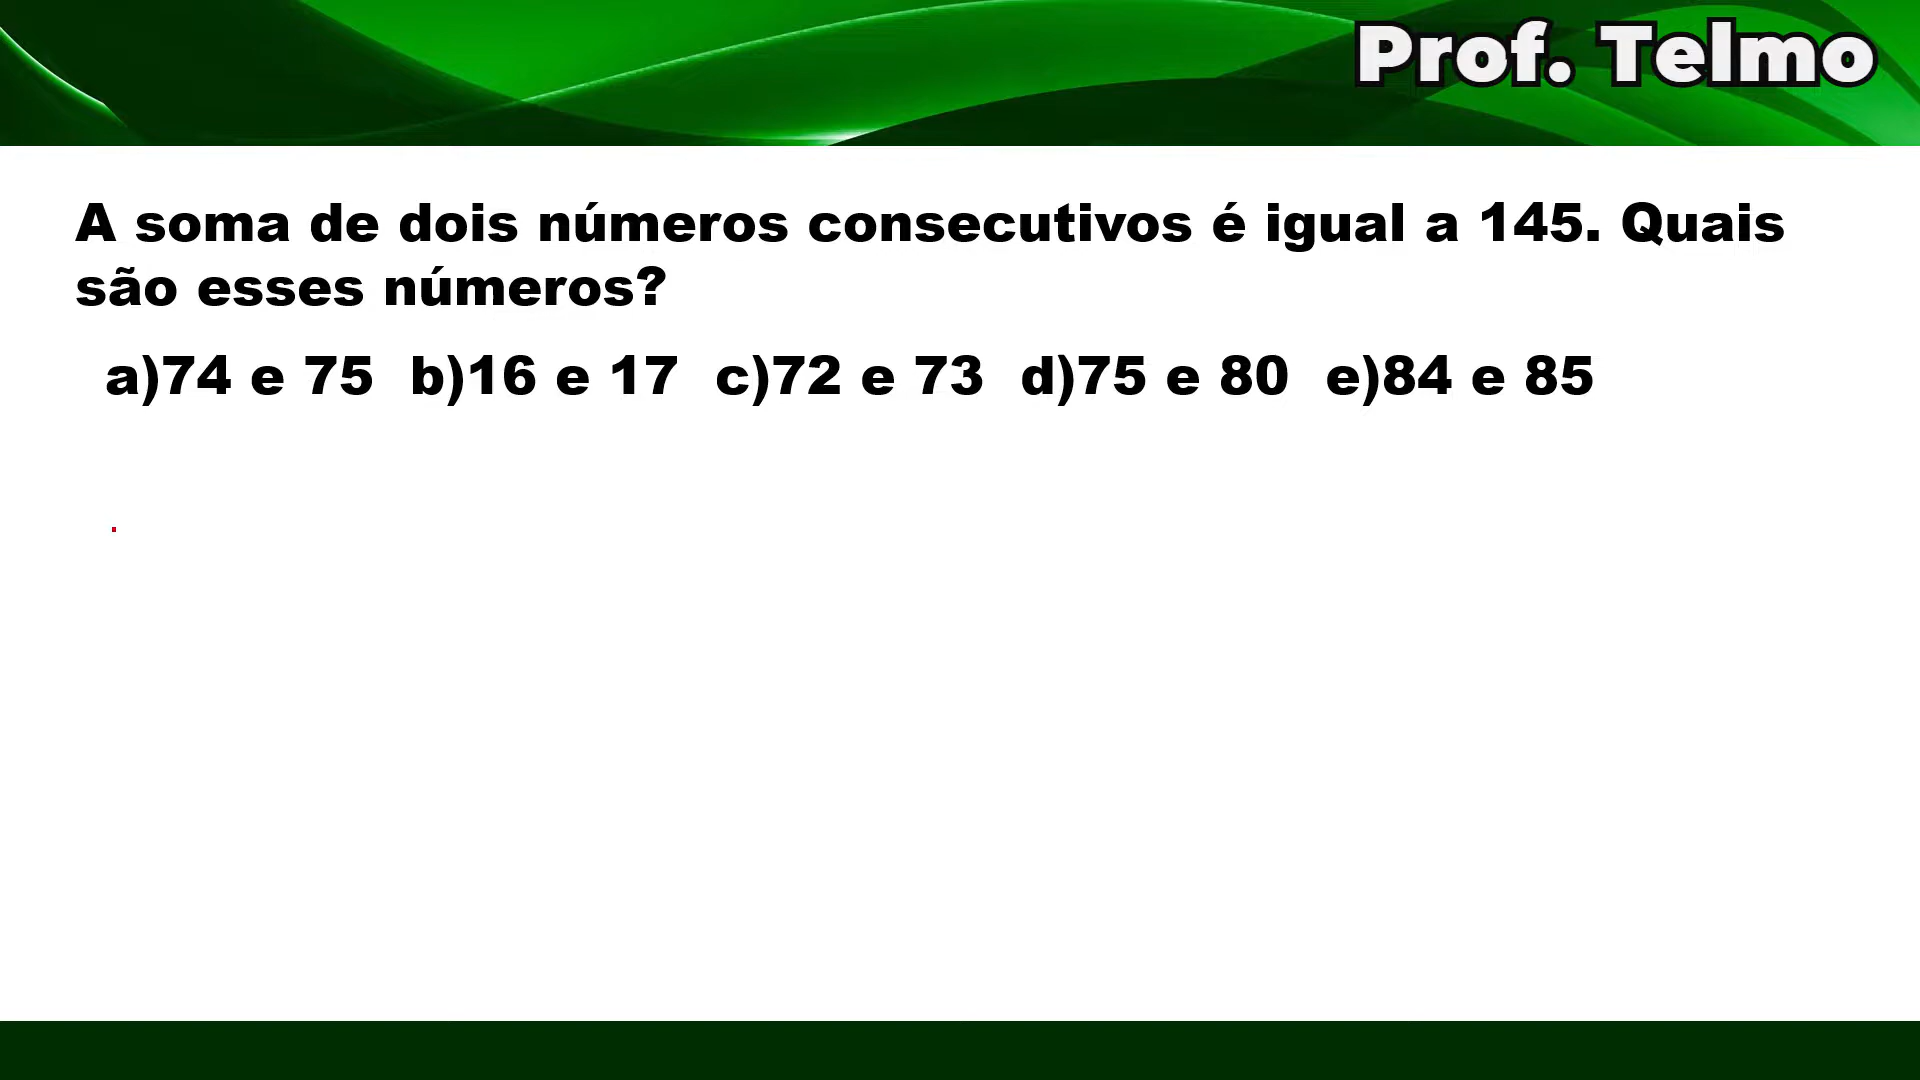 Prof. Telmo
A soma de dois números consecutivos é igual a 145. Quais
são esses números?
a)74 e 75  b)16 e 17  c)72 e 73  d)75 e 80  e)84 e 85